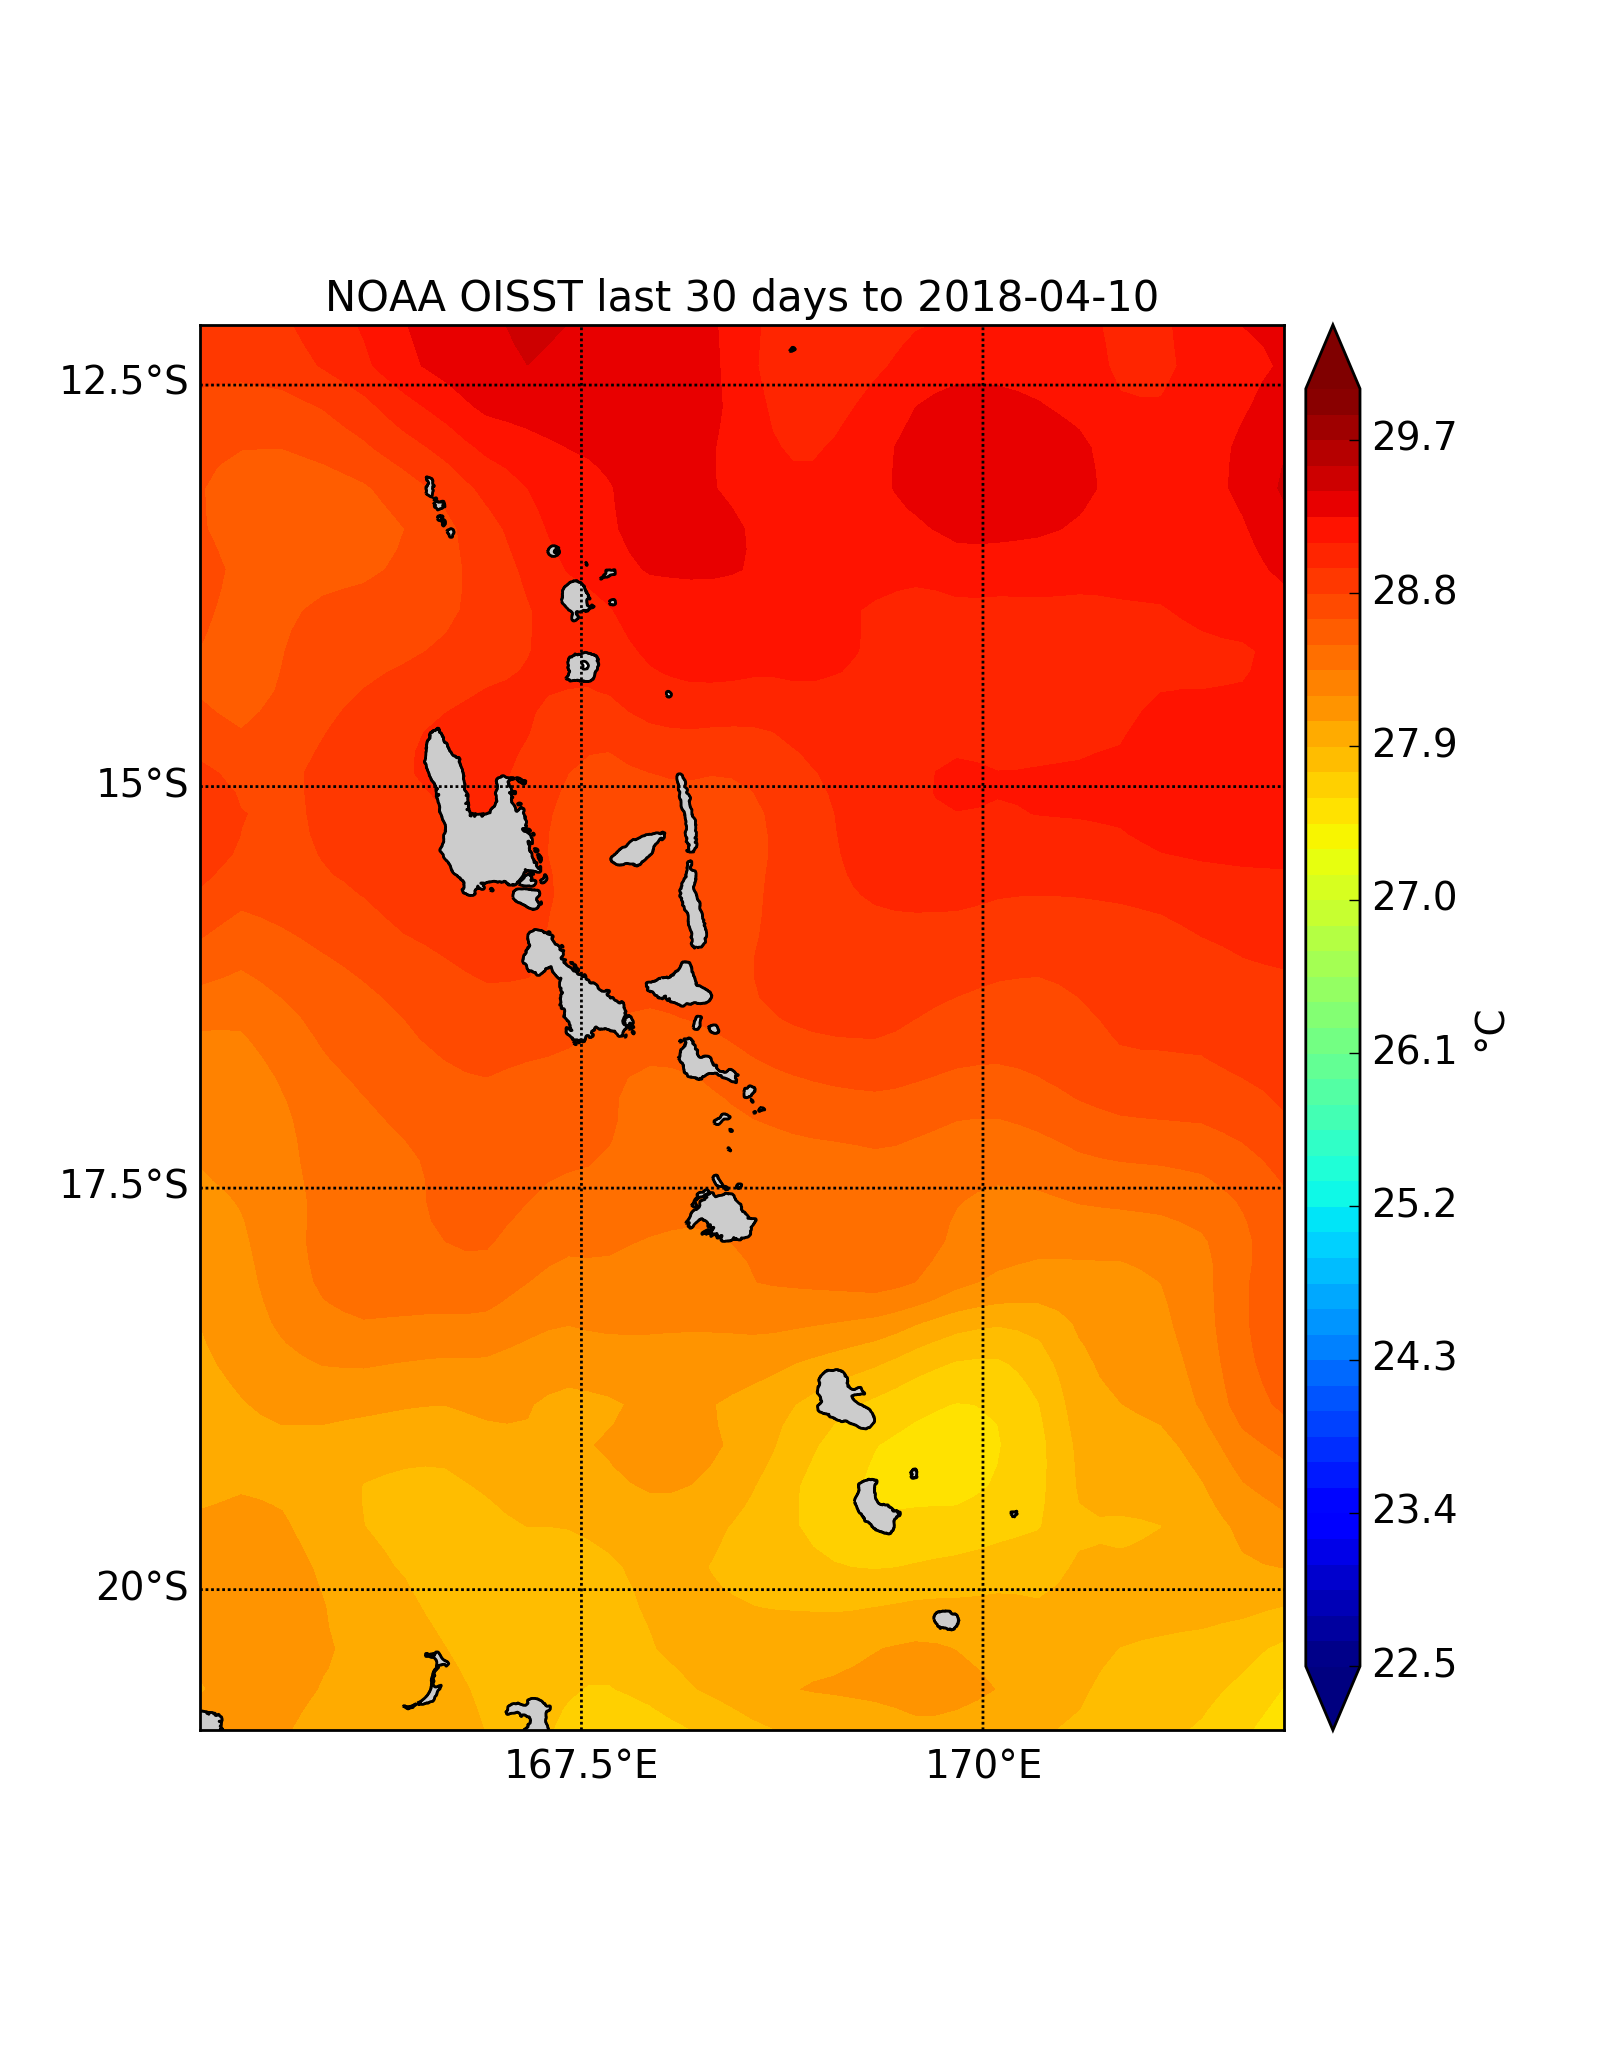 NOAA OISST last 30 days to 2018-04-10
12.5°S
15°S
17.5°S
20°S
167.5°E
170°E
29.7
28.8
27.9
27.0
26.1
25.2
24.3
23.4
22.5
°C